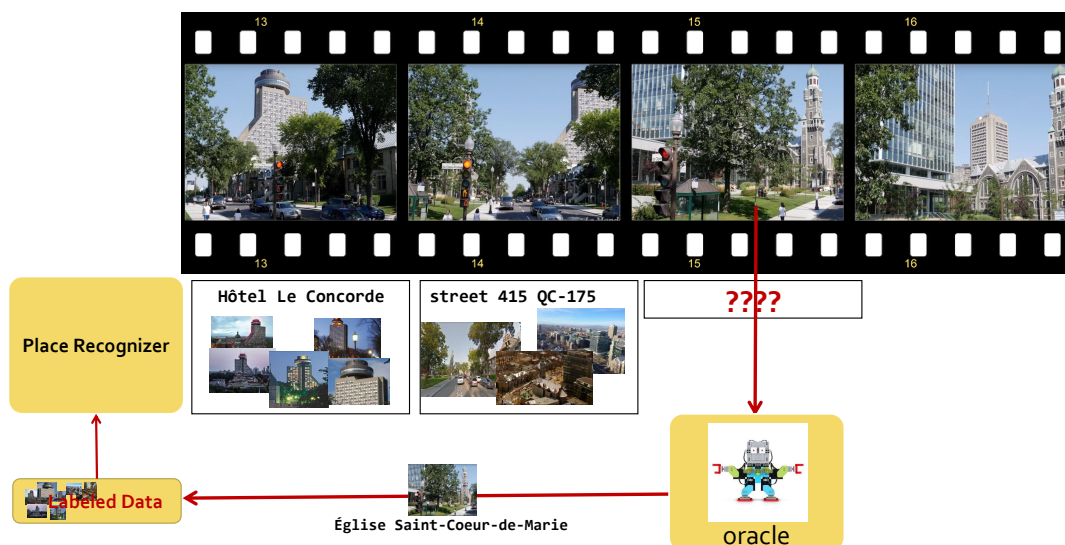 13 14 15 16
13 14 15 16
Hôtel Le Concorde
street 415 QC-175
????
Place Recognizer
Labeled Data
Église Saint-Coeur-de-Marie
oracle